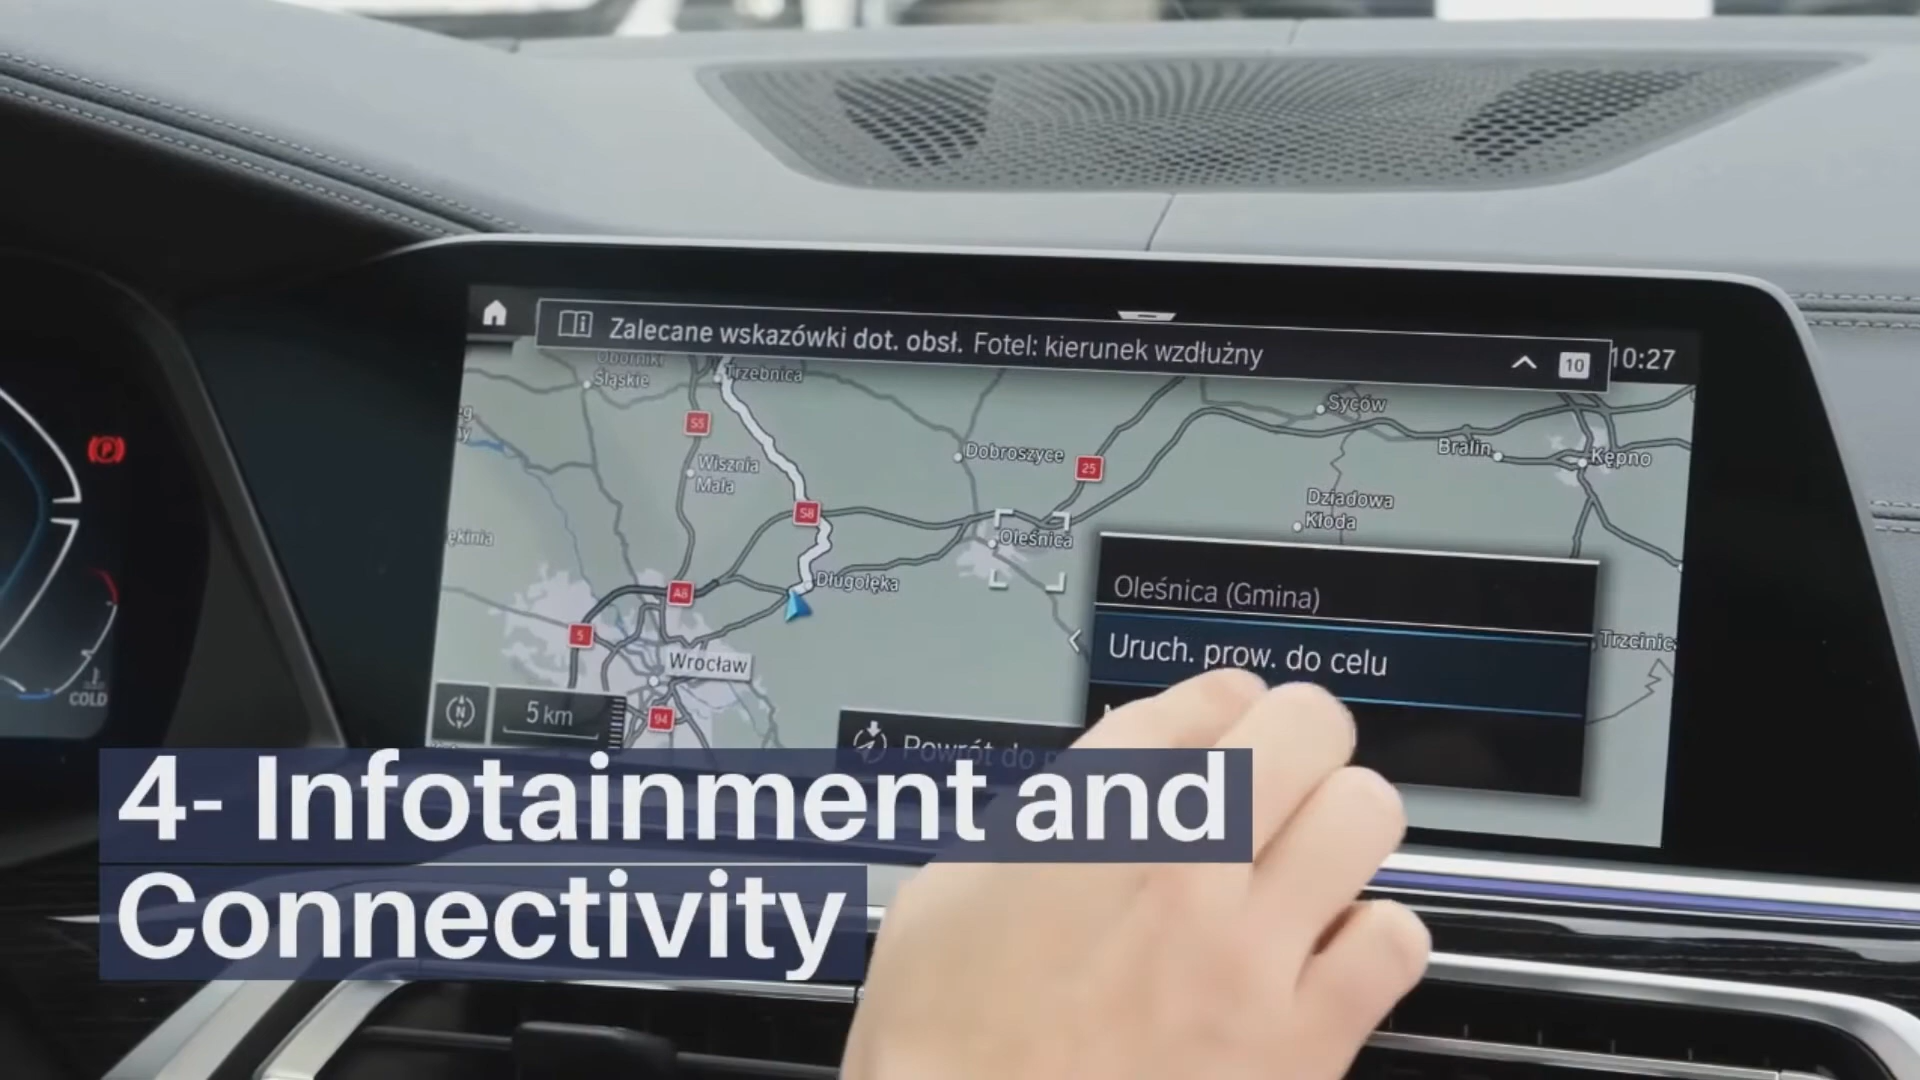 Zalecane wskazówki dot. obsł. Fotel: kierunek wzdłużny
10
10:27
Oborniki
Śląskie
Trzebnica
S5
Wisznia
Mała
Dobroszyce
25
Syców
Bralin
Kępno
Dziadowa
Kłoda
S8
Oleśnica
Długołęka
A8
5
Wrocław
94
N
5 km
Oleśnica (Gmina)
Uruch. prow. do celu
Powrót do
P
COLD
4- Infotainment and
Connectivity